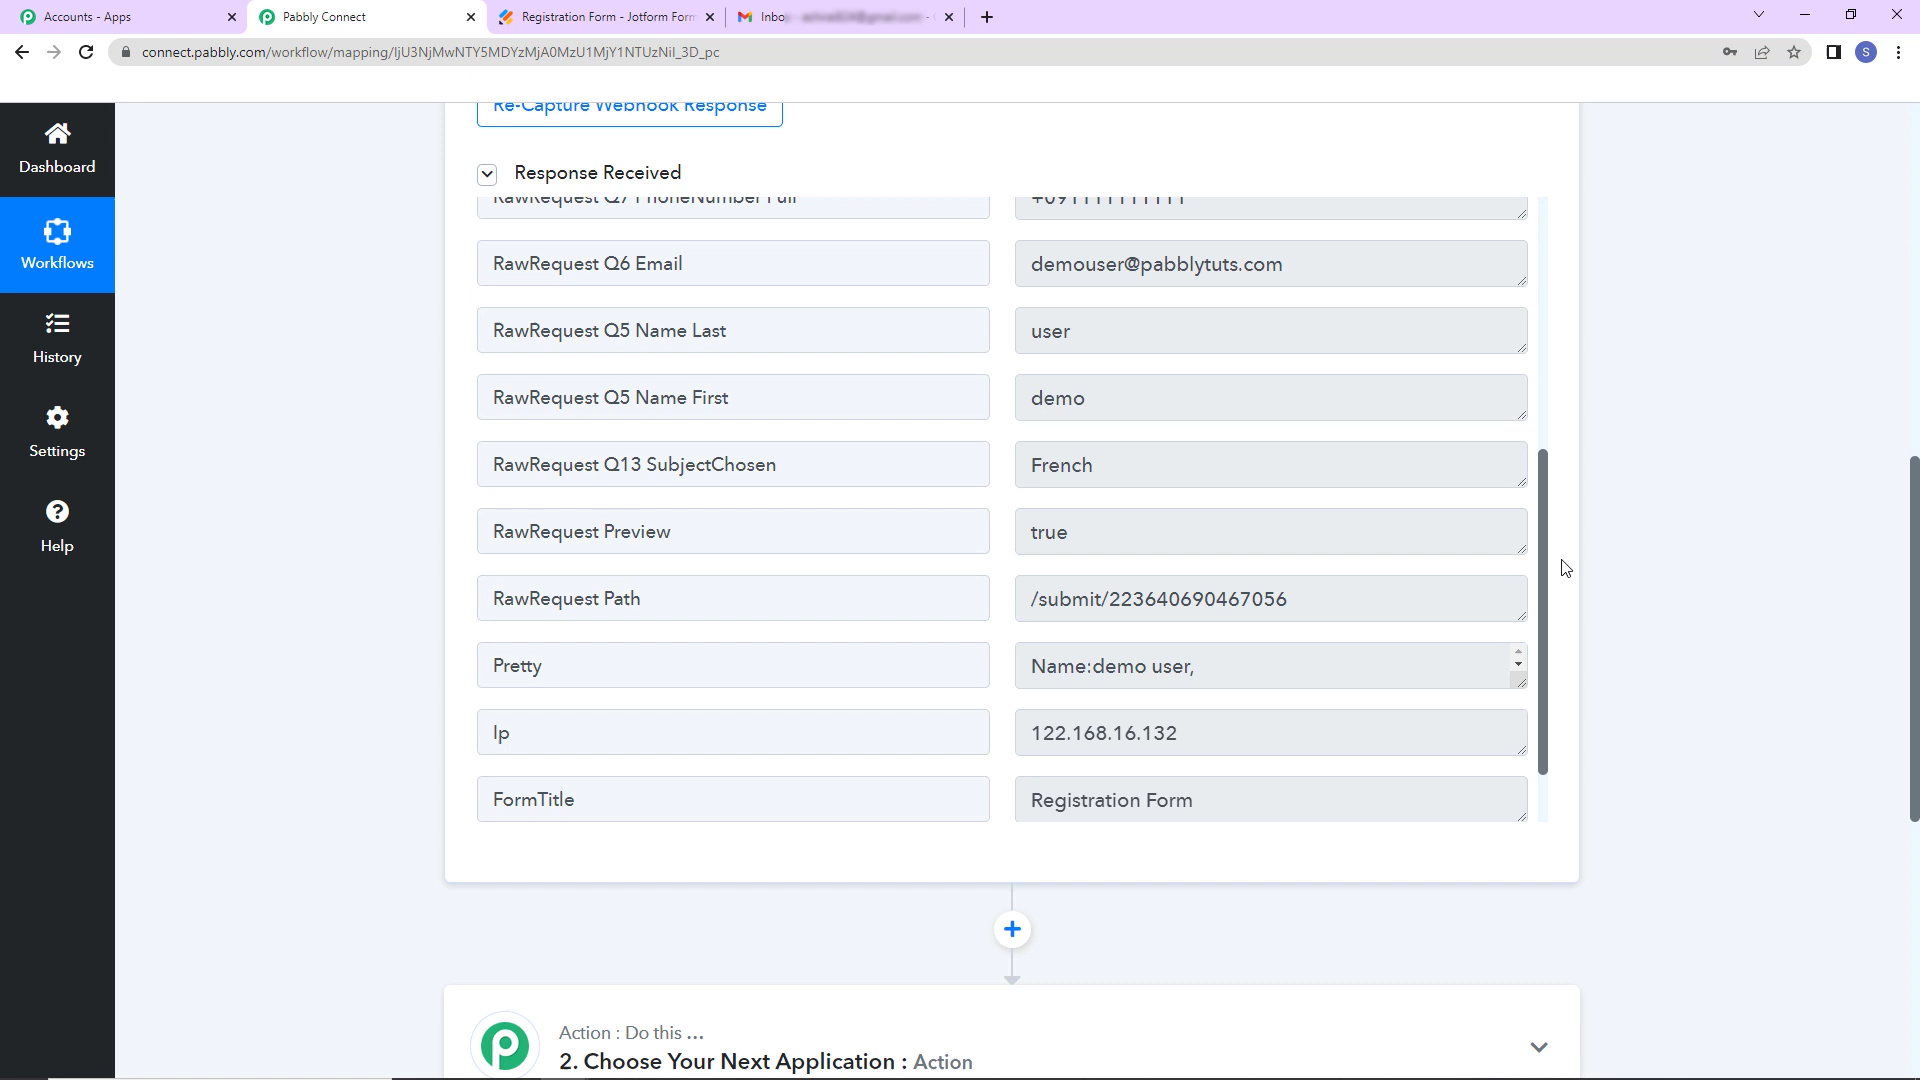 Accounts - Apps
Pabbly Connect
Registration Form - Jotform Form
Inbo
connect.pabbly.com/workflow/mapping/IjU3NjMwNTY5MDYzMjA0MzU1MjY1NTUzNiI_3D_pc
S
Dashboard
Workflows
History
Settings
Help
Re-Capture Webhook Response
Response Received
RawRequest Q7 PhoneNumber Full
+091111111111
RawRequest Q6 Email
demouser@pabblytuts.com
RawRequest Q5 Name Last
user
RawRequest Q5 Name First
demo
RawRequest Q13 SubjectChosen
French
RawRequest Preview
true
RawRequest Path
/submit/223640690467056
Pretty
Name:demo user,
Ip
122.168.16.132
FormTitle
Registration Form
Action : Do this ...
2. Choose Your Next Application : Action